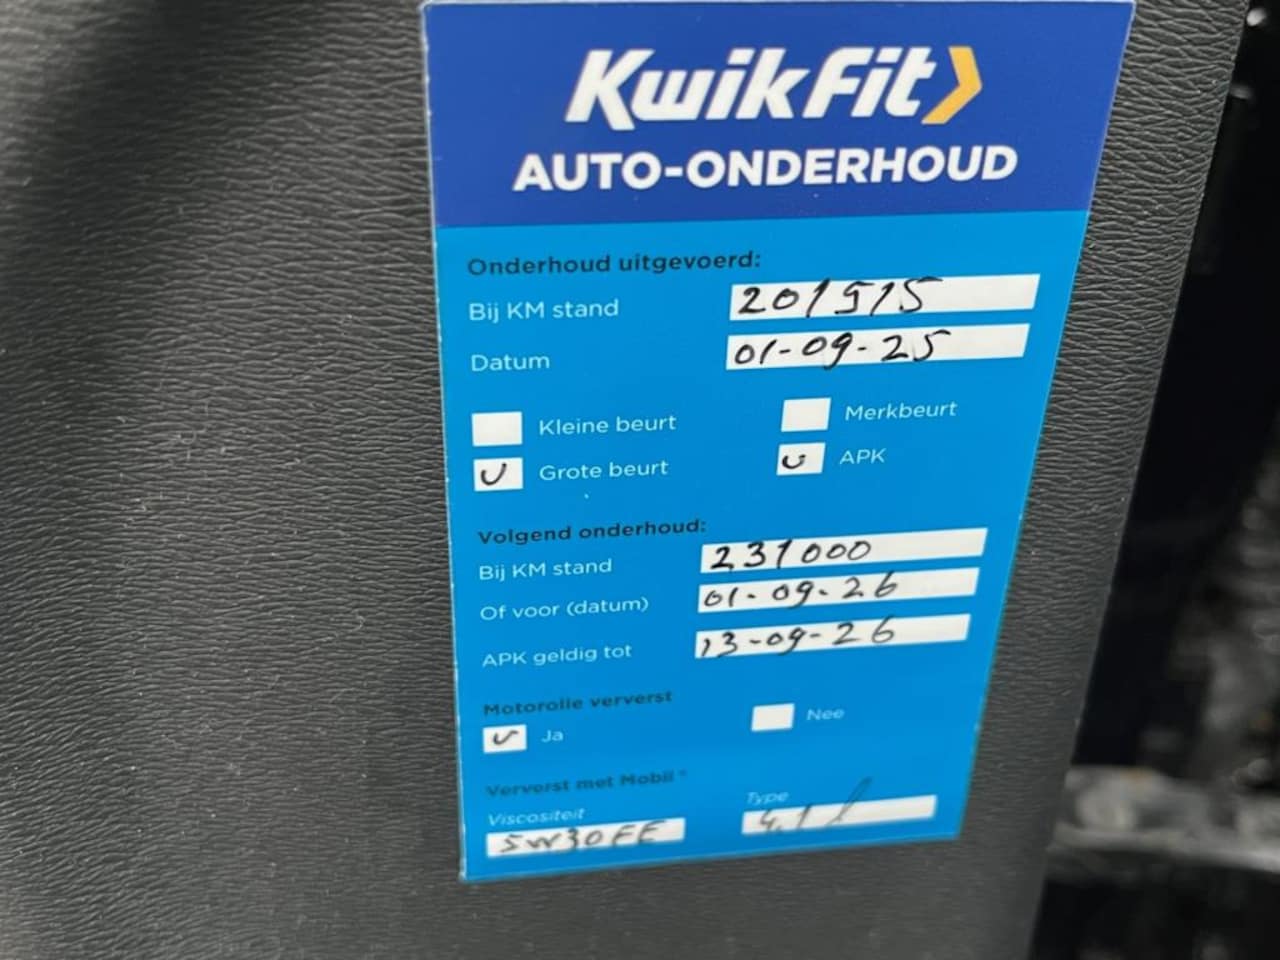 KwikFit
AUTO-ONDERHOUD
Onderhoud uitgevoerd:
Bij KM stand 201515
Datum 01-09-25
Kleine beurt Merkbeurt
Grote beurt APK
Volgend onderhoud:
Bij KM stand 231000
Of voor (datum) 01-09-26
APK geldig tot 13-09-26
Motorolie ververst
Ja Nee
Ververst met Mobil
Viscositeit Type
5W30FE 4,1 l